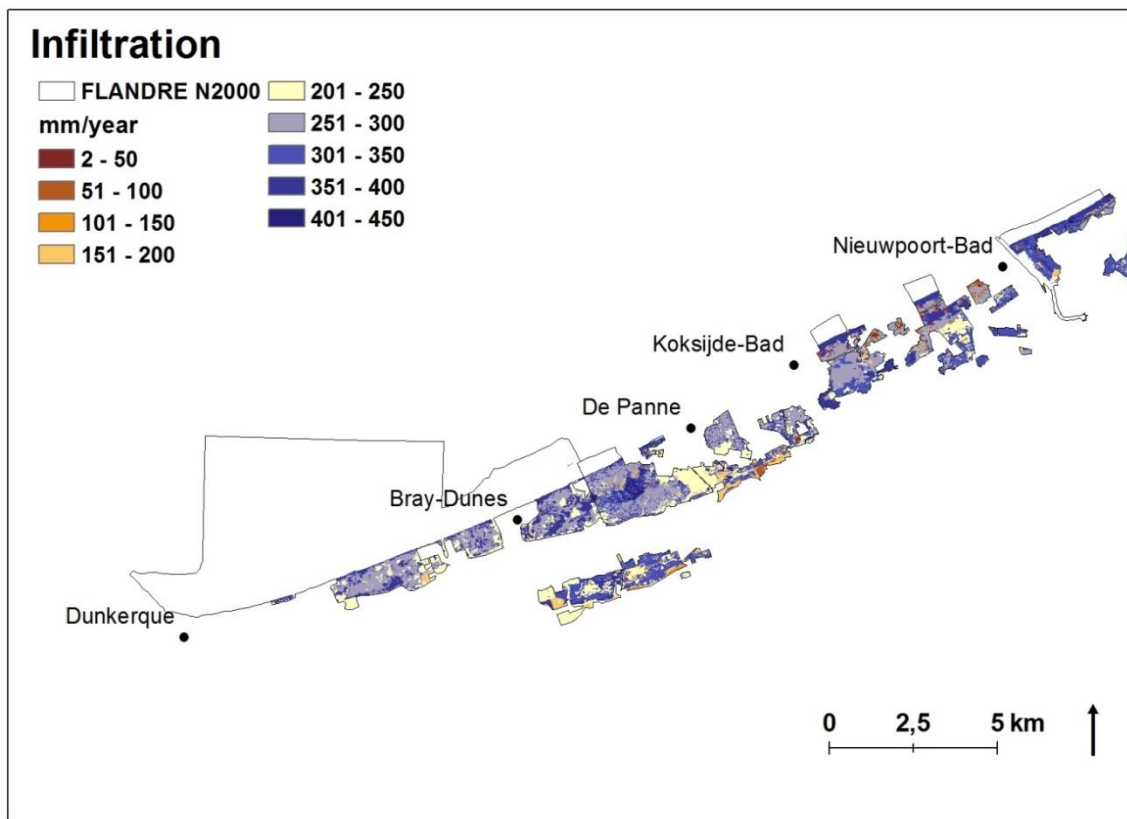 Infiltration
FLANDRE N2000
mm/year
2 - 50
51 - 100
101 - 150
151 - 200
201 - 250
251 - 300
301 - 350
351 - 400
401 - 450
Nieuwpoort-Bad
Koksijde-Bad
De Panne
Bray-Dunes
Dunkerque
0 2,5 5 km